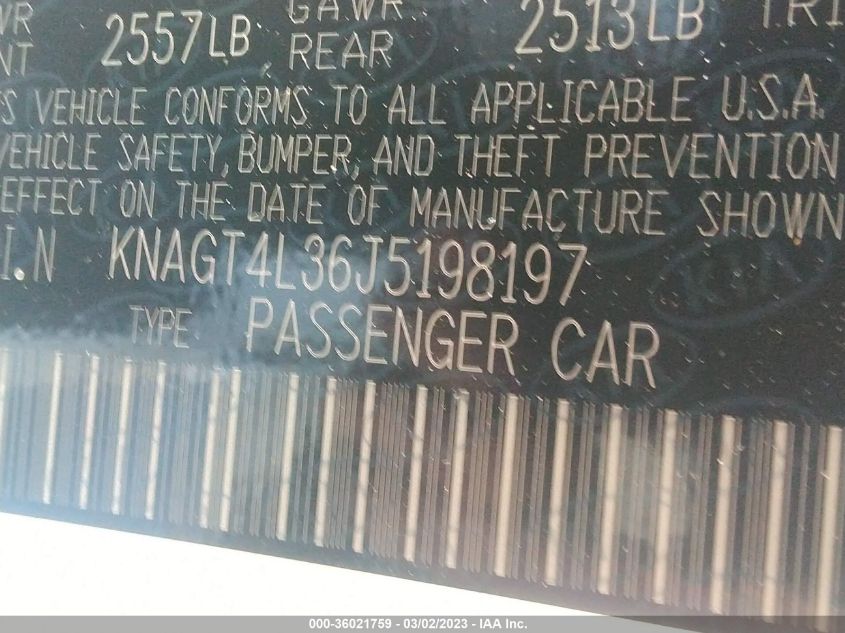 2557LB GAWR 2513LB
REAR
VEHICLE CONFORMS TO ALL APPLICABLE U.S.A.
VEHICLE SAFETY, BUMPER, AND THEFT PREVENTION
EFFECT ON THE DATE OF MANUFACTURE SHOWN
KNAGT4L36J5198197
TYPE PASSENGER CAR
KIA
000-36021759 - 03/02/2023 - IAA Inc.